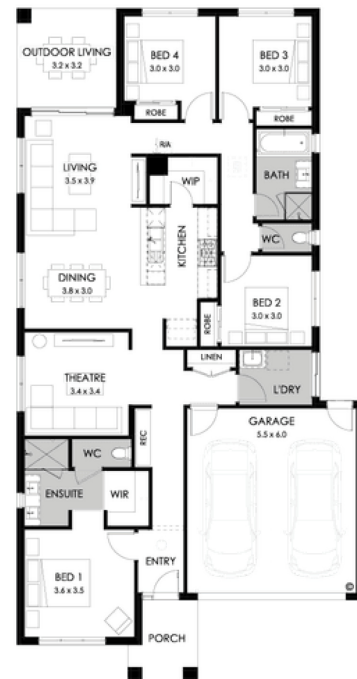 OUTDOOR LIVING
3.2 x 3.2
BED 4
3.0 x 3.0
BED 3
3.0 x 3.0
ROBE
ROBE
R/A
LIVING
3.5 x 3.9
WIP
BATH
KITCHEN
WC
DINING
3.8 x 3.0
BED 2
3.0 x 3.0
ROBE
LINEN
THEATRE
3.4 x 3.4
L'DRY
GARAGE
5.5 x 6.0
REC
WC
ENSUITE
WIR
ENTRY
BED 1
3.6 x 3.5
©
PORCH